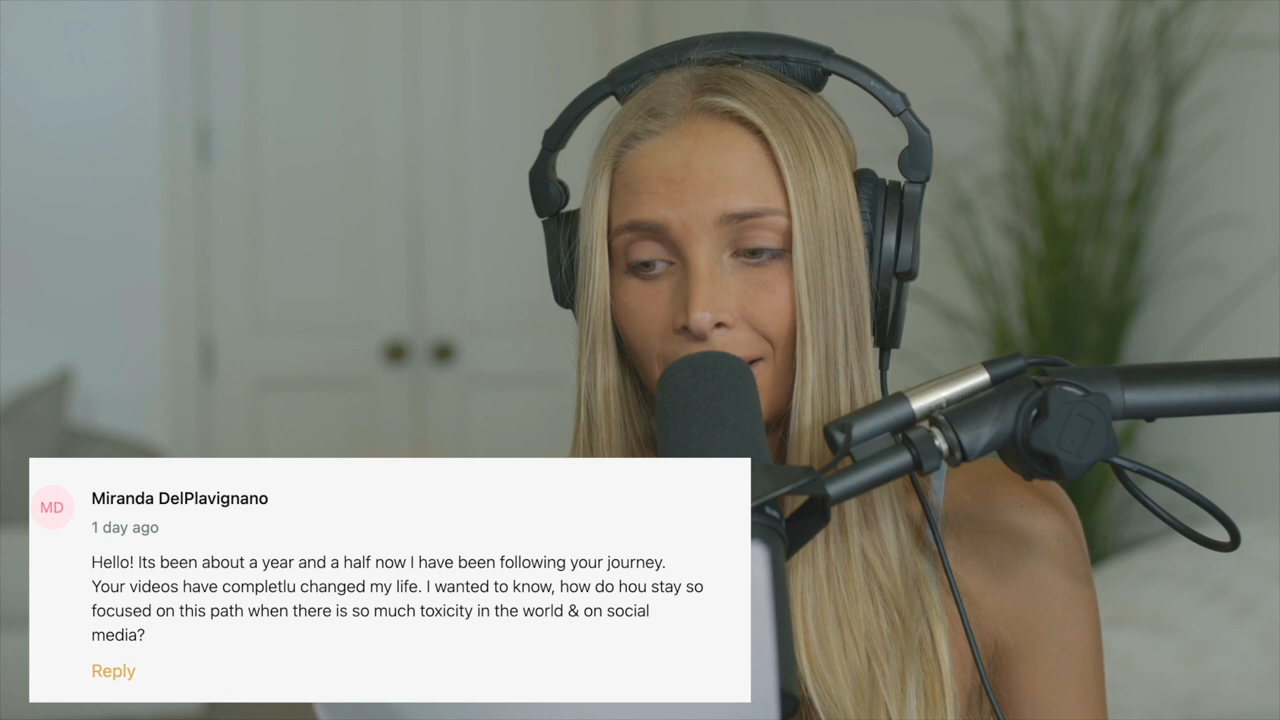 MD
Miranda DelPlavignano
1 day ago
Hello! Its been about a year and a half now I have been following your journey.
Your videos have completlu changed my life. I wanted to know, how do hou stay so
focused on this path when there is so much toxicity in the world & on social
media?
Reply